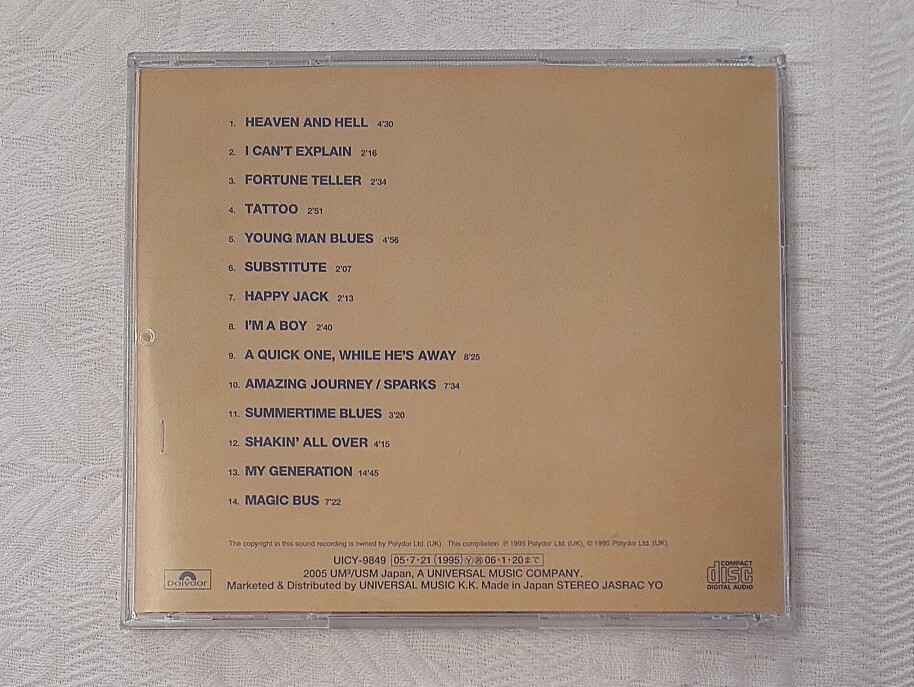 1. HEAVEN AND HELL 4'30
2. I CAN'T EXPLAIN 2'16
3. FORTUNE TELLER 2'34
4. TATTOO 2'51
5. YOUNG MAN BLUES 4'56
6. SUBSTITUTE 2'07
7. HAPPY JACK 2'13
8. I'M A BOY 2'40
9. A QUICK ONE, WHILE HE'S AWAY 8'25
10. AMAZING JOURNEY / SPARKS 7'34
11. SUMMERTIME BLUES 3'20
12. SHAKIN' ALL OVER 4'15
13. MY GENERATION 14'45
14. MAGIC BUS 7'22
The copyright in this sound recording is owned by Polydor Ltd. (UK). This compilation ℗ 1995 Polydor Ltd. (UK), © 1995 Polydor Ltd. (UK).
UICY-9849 05・7・21 (1995) Ⓨ㊐ 06・1・20まで
2005 UM³/USM Japan, A UNIVERSAL MUSIC COMPANY.
Marketed & Distributed by UNIVERSAL MUSIC K.K. Made in Japan STEREO JASRAC YO
polydor
COMPACT
disc
DIGITAL AUDIO